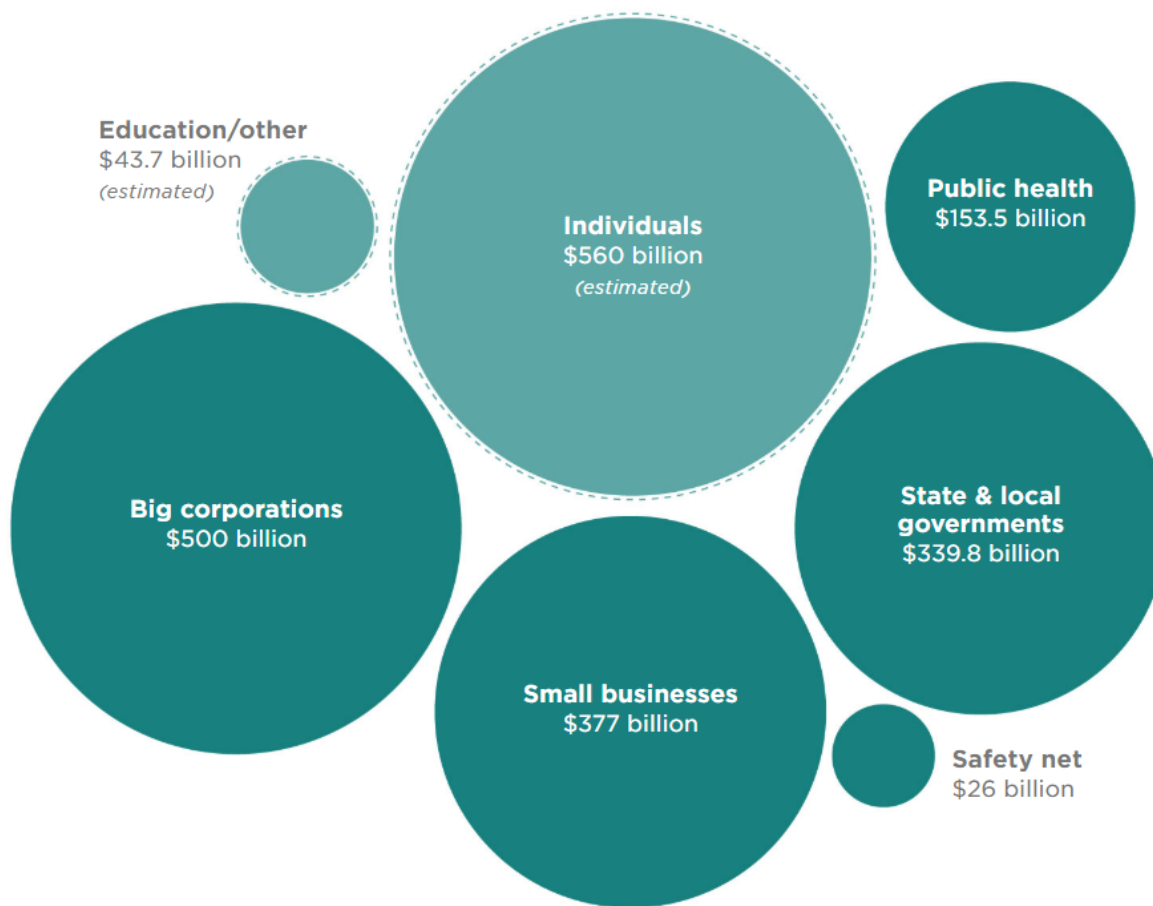 Education/other
$43.7 billion
(estimated)
Individuals
$560 billion
(estimated)
Public health
$153.5 billion
Big corporations
$500 billion
State & local
governments
$339.8 billion
Small businesses
$377 billion
Safety net
$26 billion